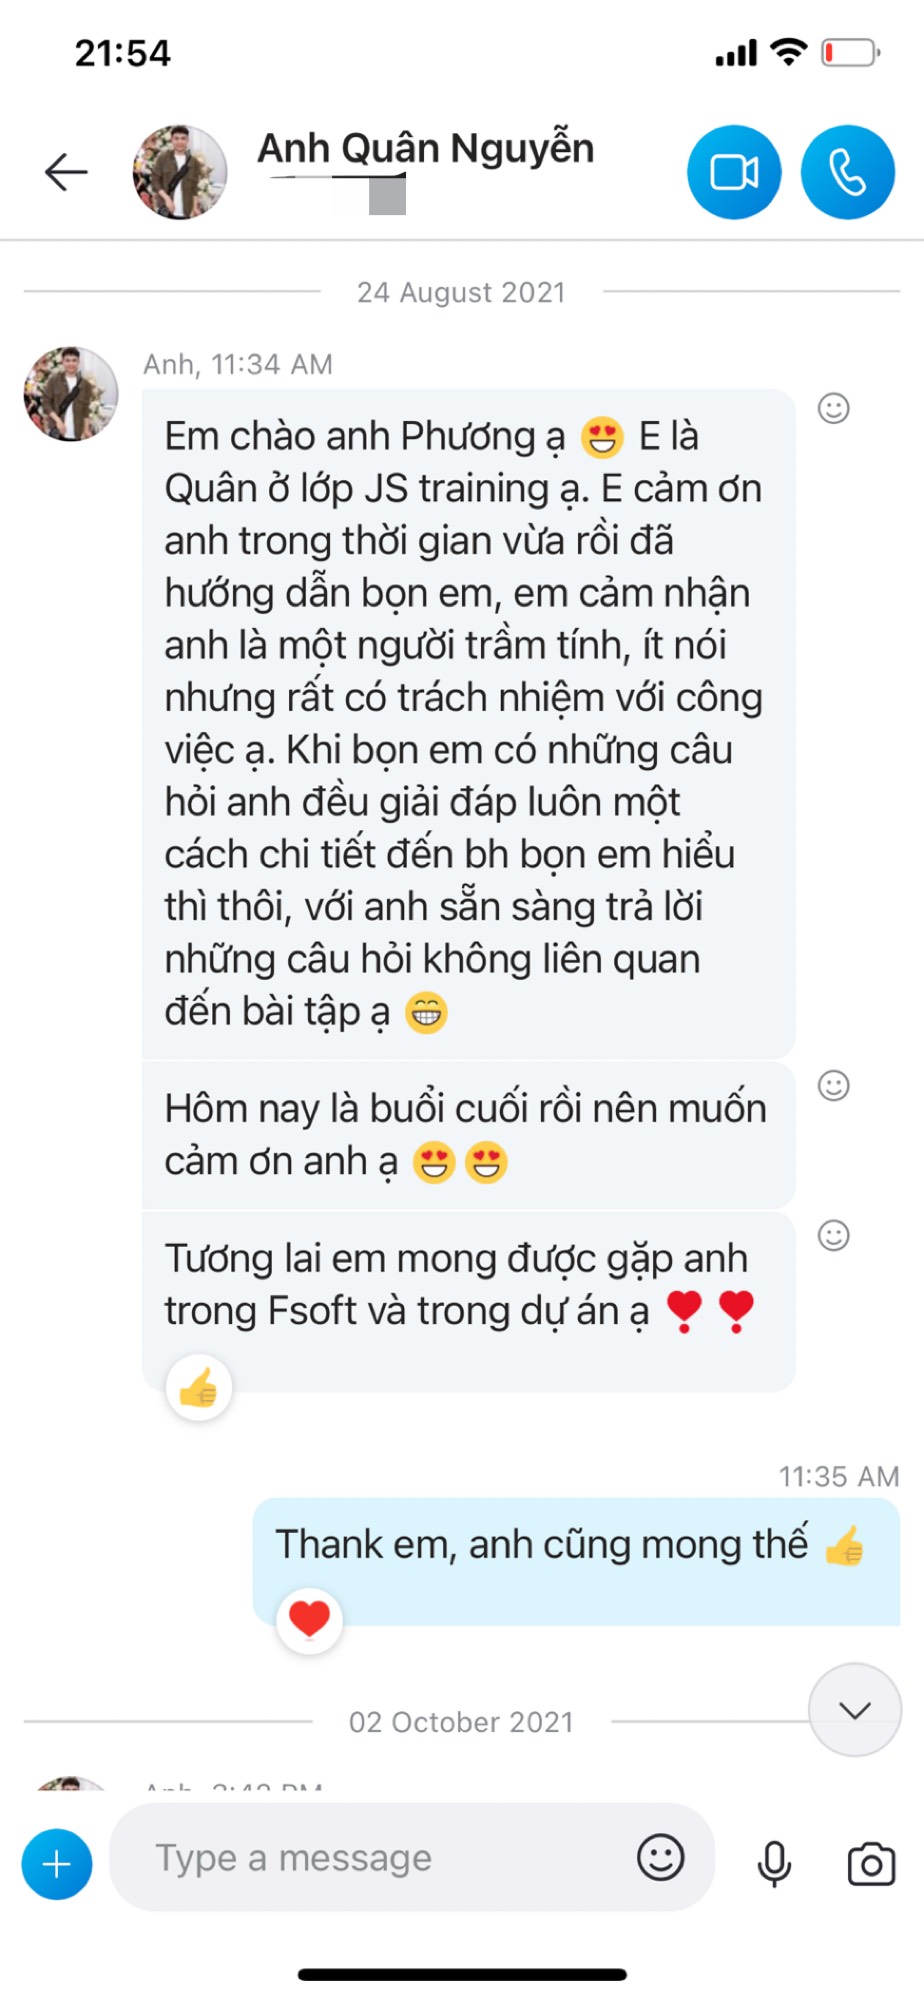 21:54
Anh Quân Nguyễn
24 August 2021
Anh, 11:34 AM
Em chào anh Phương ạ 😍 E là
Quân ở lớp JS training ạ. E cảm ơn
anh trong thời gian vừa rồi đã
hướng dẫn bọn em, em cảm nhận
anh là một người trầm tính, ít nói
nhưng rất có trách nhiệm với công
việc ạ. Khi bọn em có những câu
hỏi anh đều giải đáp luôn một
cách chi tiết đến bh bọn em hiểu
thì thôi, với anh sẵn sàng trả lời
những câu hỏi không liên quan
đến bài tập ạ 😁
Hôm nay là buổi cuối rồi nên muốn
cảm ơn anh ạ 😍😍
Tương lai em mong được gặp anh
trong Fsoft và trong dự án ạ ❣️❣️
11:35 AM
Thank em, anh cũng mong thế 👍
02 October 2021
Type a message